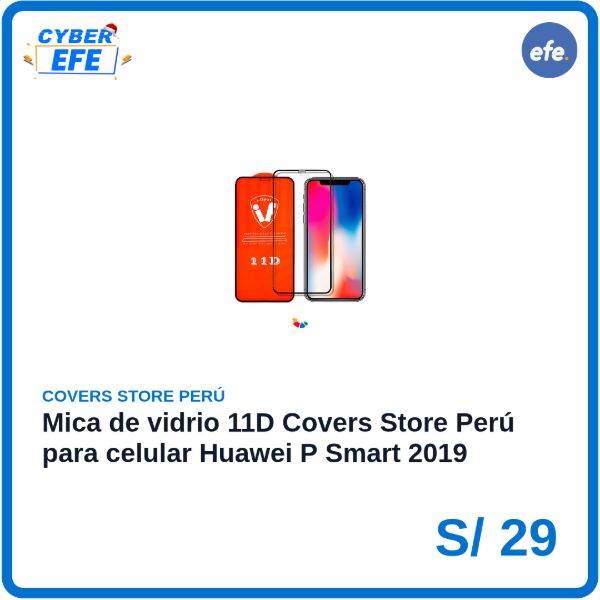 CYBER
EFE
efe.
11D
COVERS STORE PERÚ
Mica de vidrio 11D Covers Store Perú
para celular Huawei P Smart 2019
S/ 29